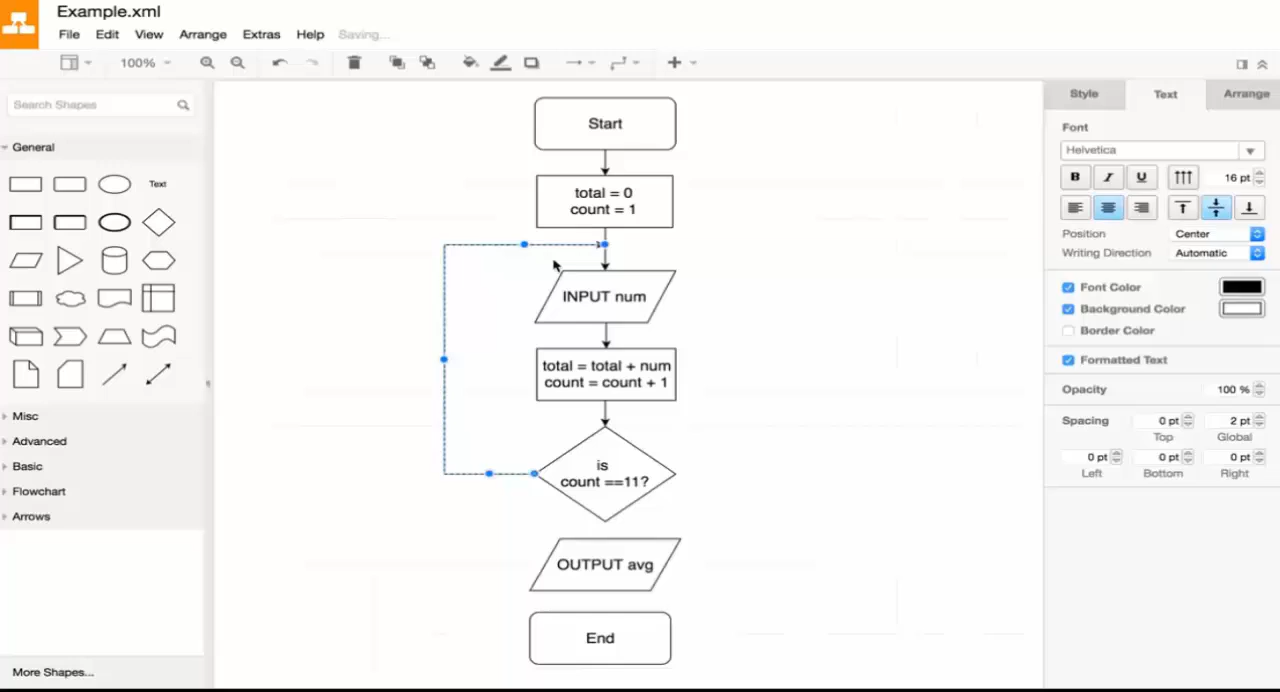 Example.xml
File Edit View Arrange Extras Help Saving...
100%
Search Shapes
General
Text
Misc
Advanced
Basic
Flowchart
Arrows
More Shapes...
Start
total = 0
count = 1
INPUT num
total = total + num
count = count + 1
is
count ==11?
OUTPUT avg
End
Style Text Arrange
Font
Helvetica
B I U 16 pt
Position Center
Writing Direction Automatic
Font Color
Background Color
Border Color
Formatted Text
Opacity 100 %
Spacing 0 pt 2 pt
Top Global
0 pt 0 pt 0 pt
Left Bottom Right